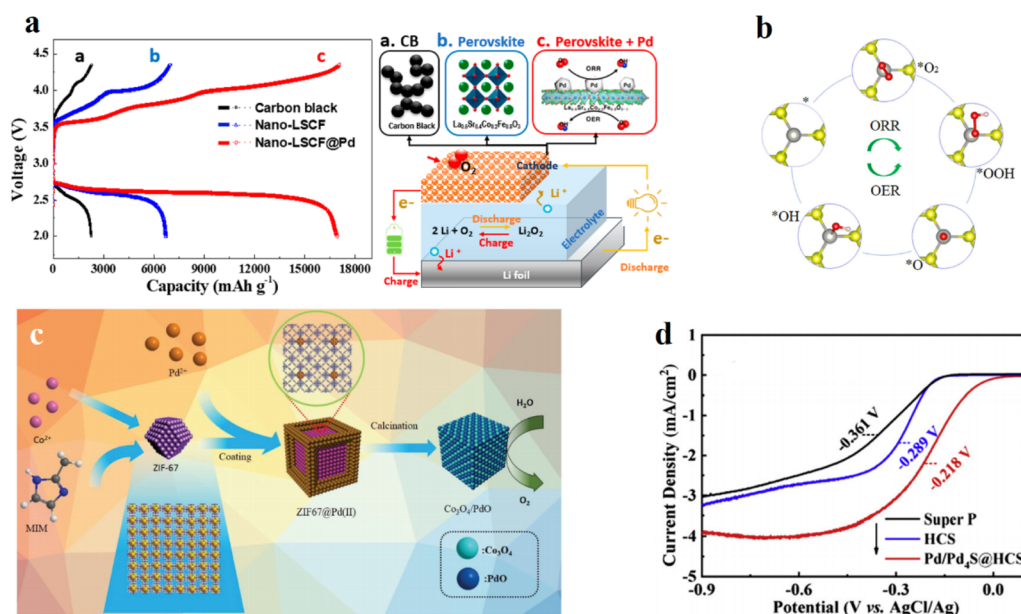 a
a b c
Carbon black
Nano-LSCF
Nano-LSCF@Pd
Voltage (V)
4.5
4.0
3.5
3.0
2.5
2.0
0 3000 6000 9000 12000 15000 18000
Capacity (mAh g⁻¹)
a. CB
Carbon Black
b. Perovskite
La₀.₆Sr₀.₄Co₀.₂Fe₀.₈O₃
c. Perovskite + Pd
ORR
Pd Pd Pd
OER
O₂
Cathode
e-
Li⁺
Discharge
2 Li + O₂
Li₂O₂
Charge
Electrolyte
Li⁺
e-
Li foil
Charge
Discharge
b
*O₂
*
ORR
*OOH
OER
*OH
*O
c
Pd²⁺
Co²⁺
ZIF-67
Coating
Calcination
H₂O
O₂
MIM
ZIF67@Pd(II)
Co₃O₄/PdO
:Co₃O₄
:PdO
d
Current Density (mA/cm²)
1
0
-1
-2
-3
-4
-5
-0.361 V
-0.289 V
-0.218 V
Super P
HCS
Pd/Pd₄S@HCS
-0.9 -0.6 -0.3 0.0
Potential (V vs. AgCl/Ag)